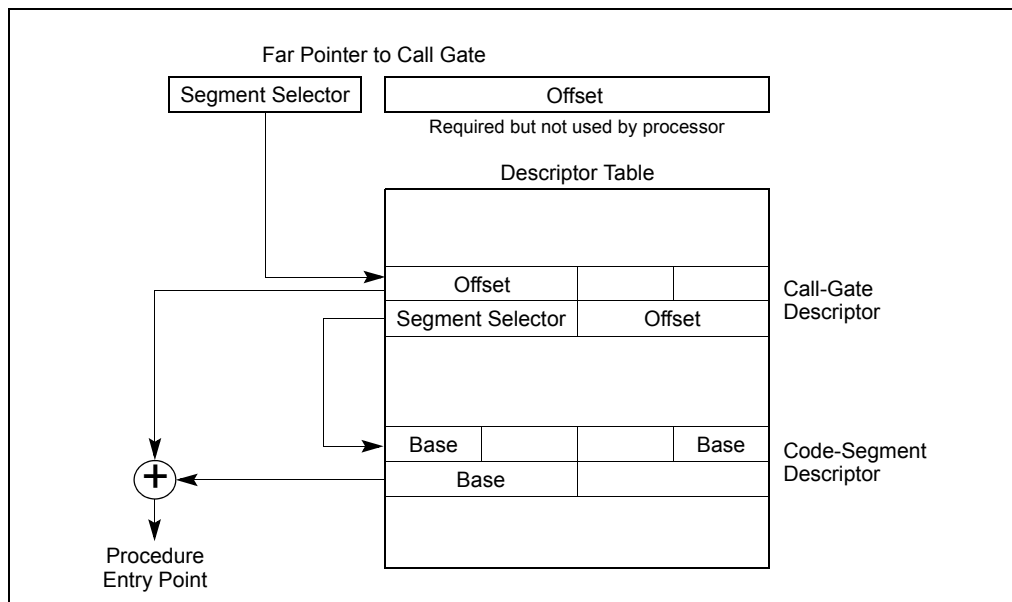 Far Pointer to Call Gate
Segment Selector
Offset
Required but not used by processor
Descriptor Table
Offset
Segment Selector
Offset
Call-Gate
Descriptor
Base
Base
Base
Code-Segment
Descriptor
+
Procedure
Entry Point